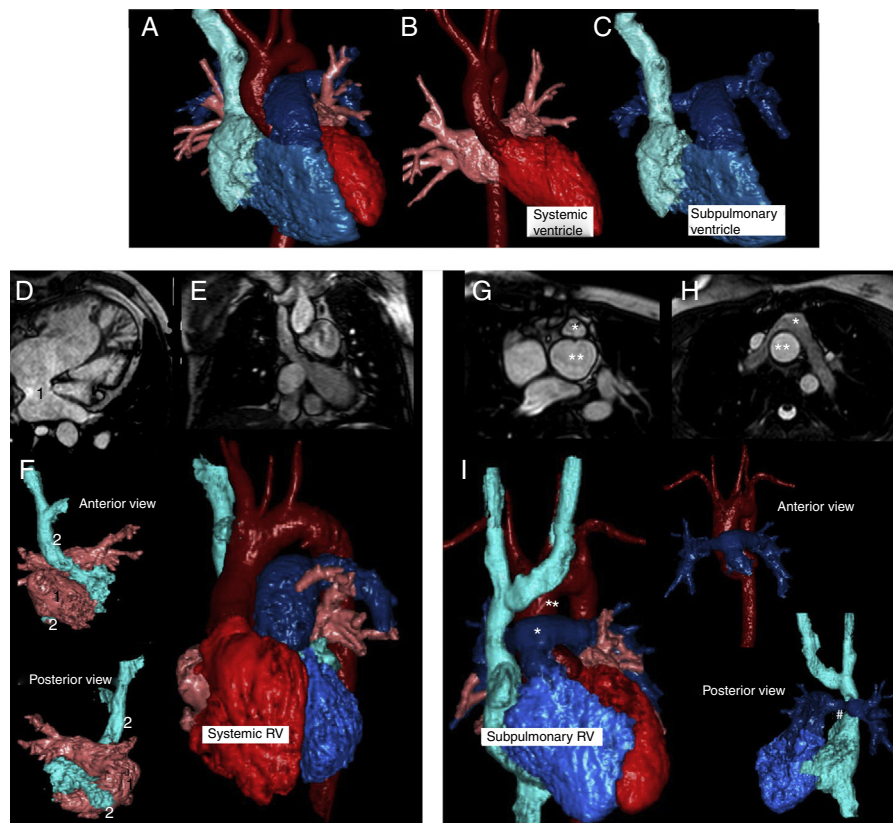 A
B
C
Systemic
ventricle
Subpulmonary
ventricle
D
1
E
G
*
**
H
*
**
F
Anterior view
2
1
2
Posterior view
2
1
2
Systemic RV
I
**
*
Subpulmonary RV
Anterior view
Posterior view
#